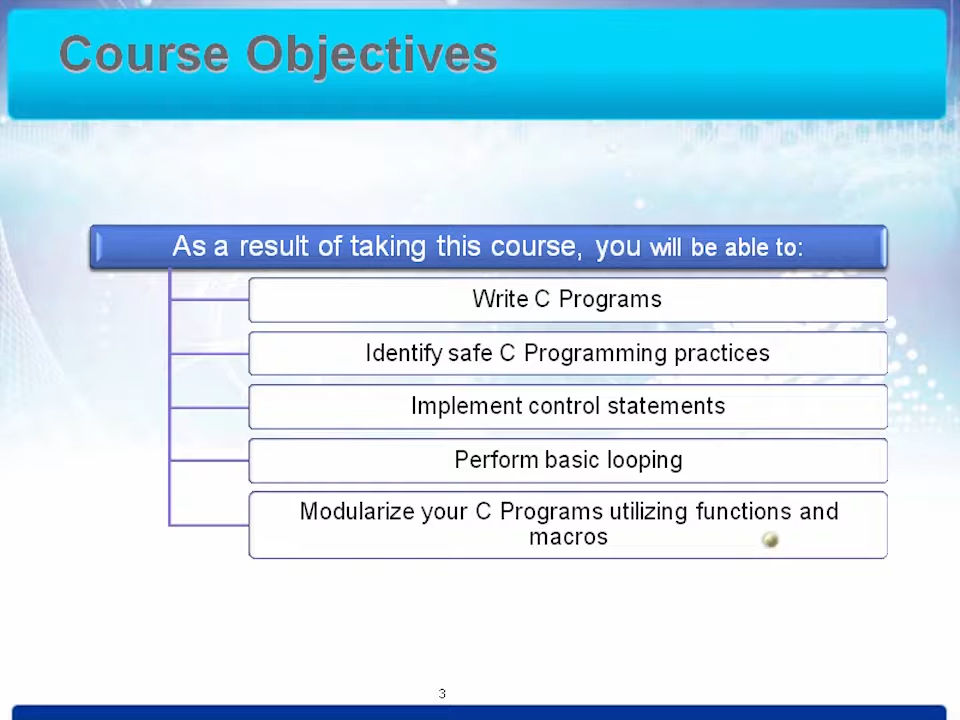 Course Objectives
As a result of taking this course, you will be able to:
Write C Programs
Identify safe C Programming practices
Implement control statements
Perform basic looping
Modularize your C Programs utilizing functions and
macros
3